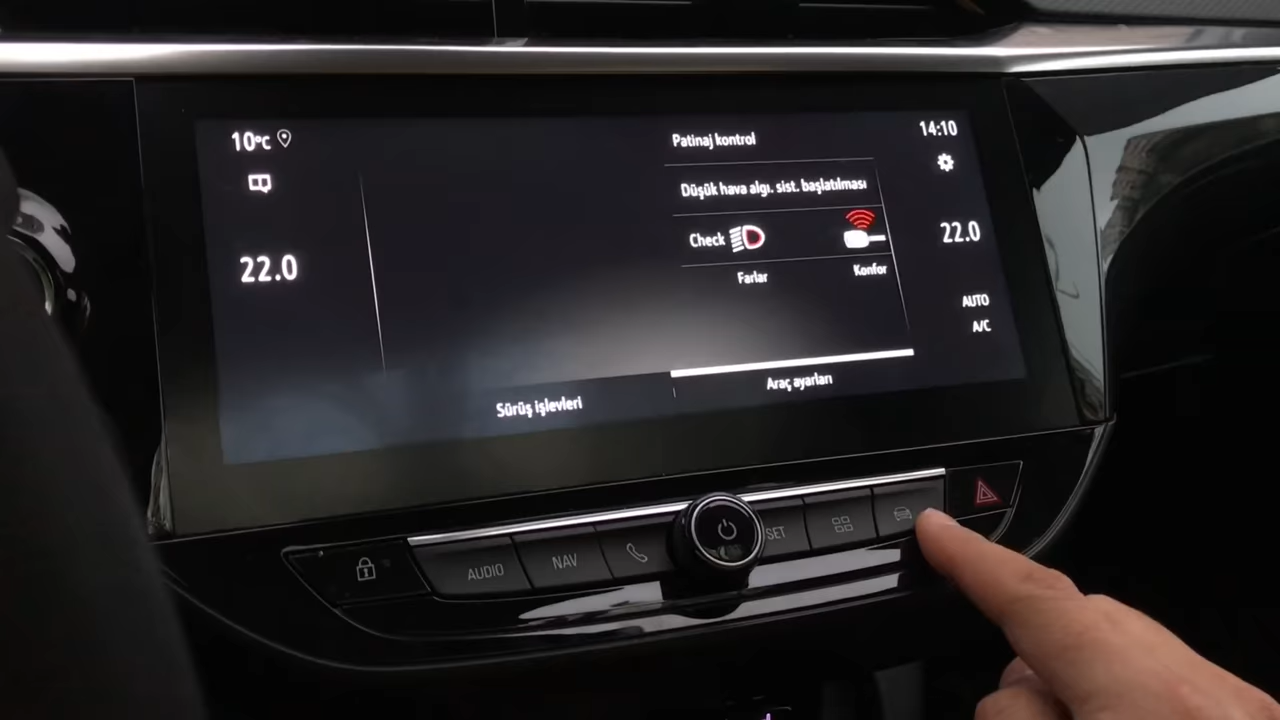 10°C
22.0
Patinaj kontrol
Düşük hava algı. sist. başlatılması
Check
Farlar
Konfor
14:10
22.0
AUTO
A/C
Sürüş işlevleri
Araç ayarları
AUDIO
NAV
SET